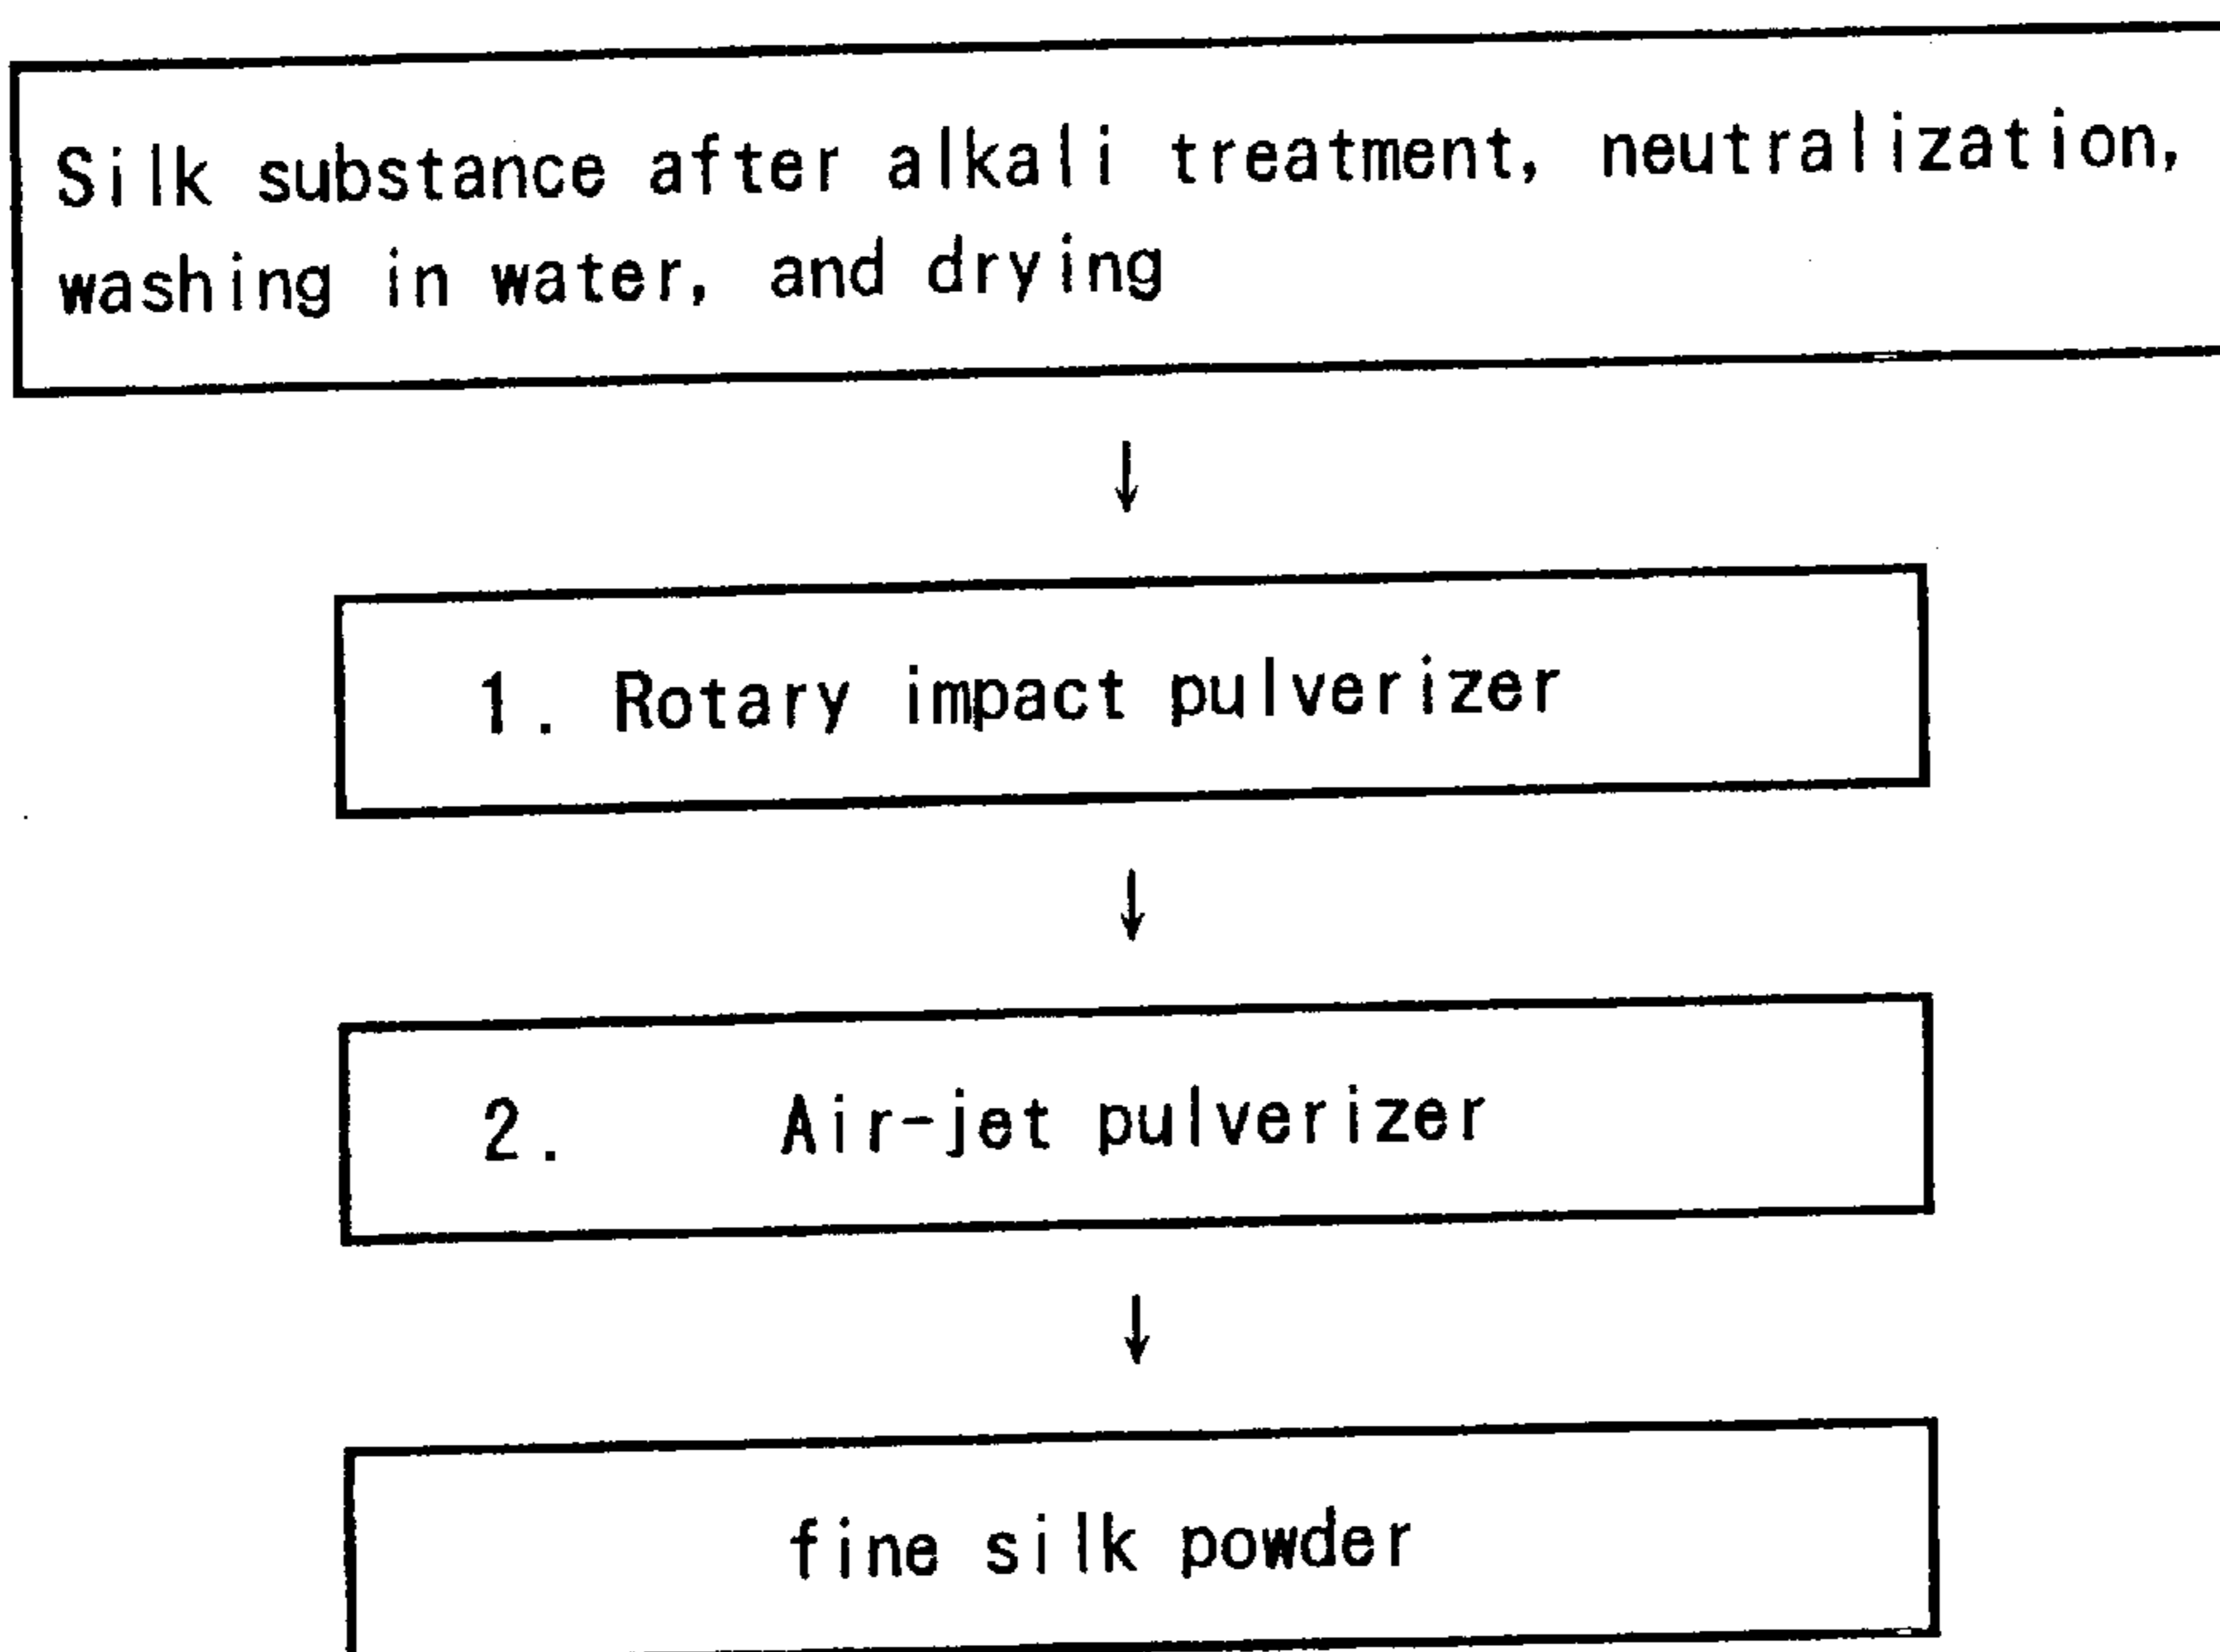 Silk substance after alkali treatment, neutralization,
washing in water, and drying
↓
1. Rotary impact pulverizer
↓
2. Air-jet pulverizer
↓
fine silk powder